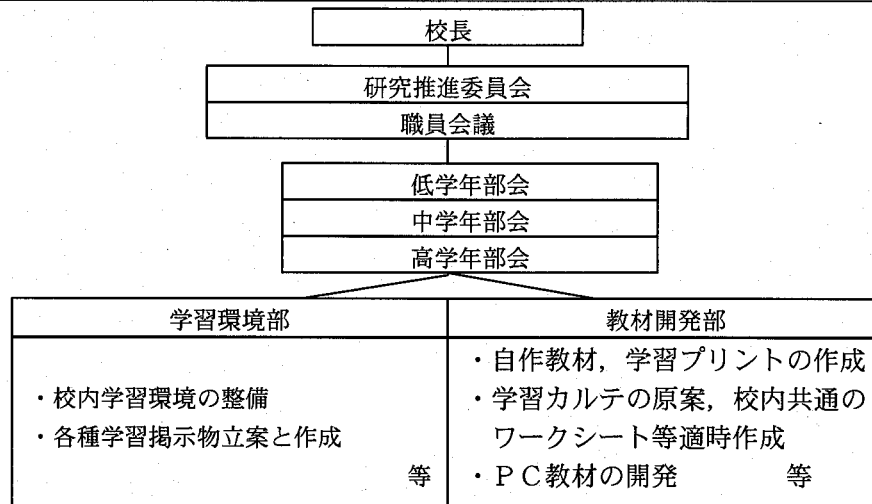 校長
研究推進委員会
職員会議
低学年部会
中学年部会
高学年部会
学習環境部
・校内学習環境の整備
・各種学習掲示物立案と作成
等
教材開発部
・自作教材，学習プリントの作成
・学習カルテの原案，校内共通の
ワークシート等適時作成
・ＰＣ教材の開発　　　等